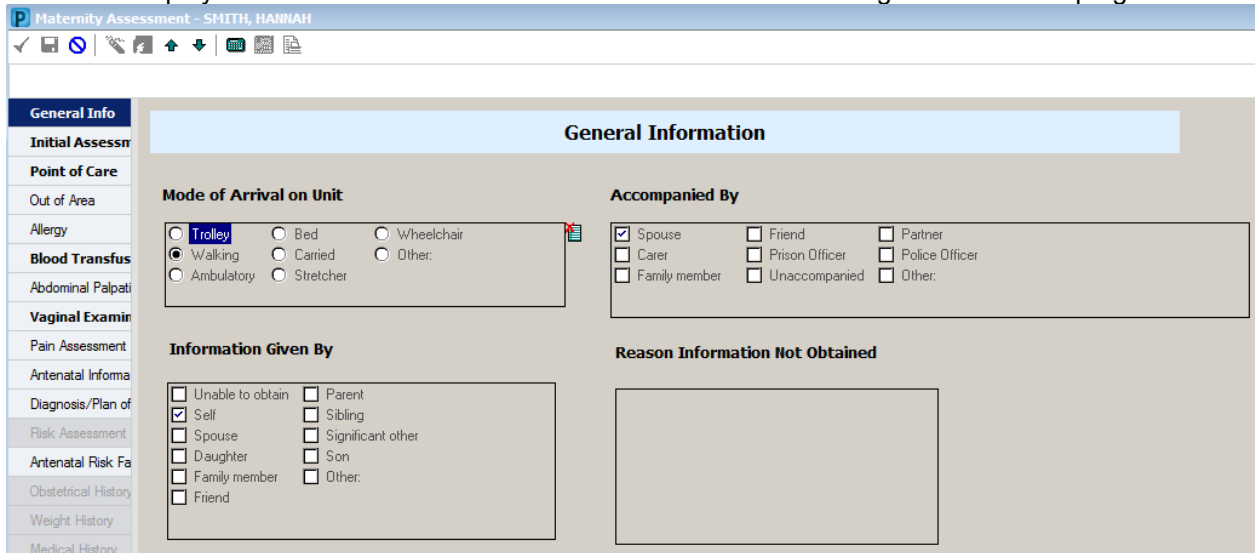 Maternity Assessment - SMITH, HANNAH
General Info
Initial Assessm
Point of Care
Out of Area
Allergy
Blood Transfus
Abdominal Palpati
Vaginal Examin
Pain Assessment
Antenatal Informa
Diagnosis/Plan of
Risk Assessment
Antenatal Risk Fa
Obstetrical History
Weight History
Medical History
General Information
Mode of Arrival on Unit
Trolley Bed Wheelchair
Walking Carried Other:
Ambulatory Stretcher
Accompanied By
Spouse Friend Partner
Carer Prison Officer Police Officer
Family member Unaccompanied Other:
Information Given By
Unable to obtain Parent
Self Sibling
Spouse Significant other
Daughter Son
Family member Other:
Friend
Reason Information Not Obtained